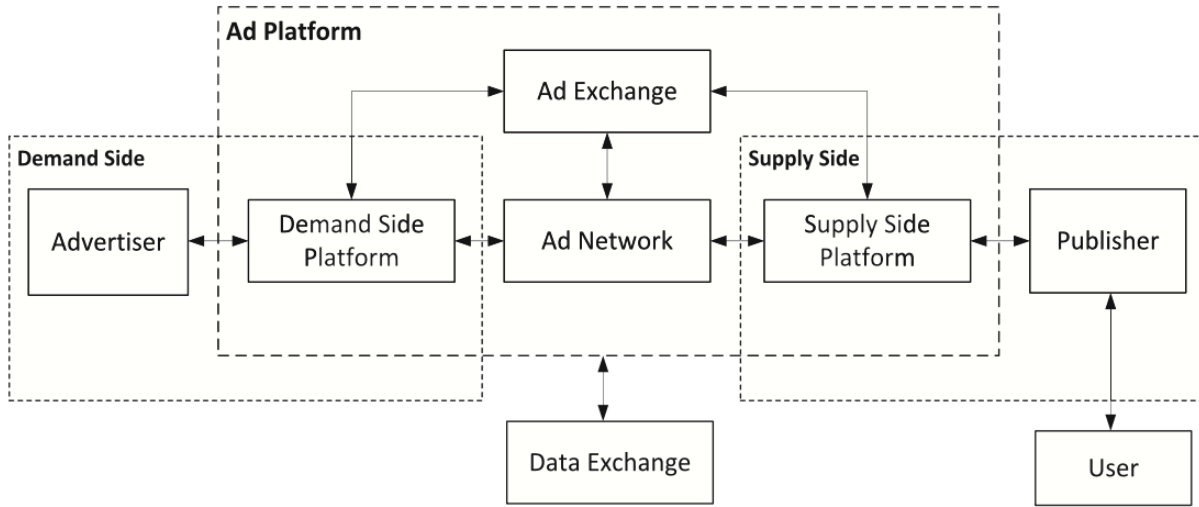 Ad Platform
Ad Exchange
Demand Side
Supply Side
Advertiser
Demand Side
Platform
Ad Network
Supply Side
Platform
Publisher
Data Exchange
User